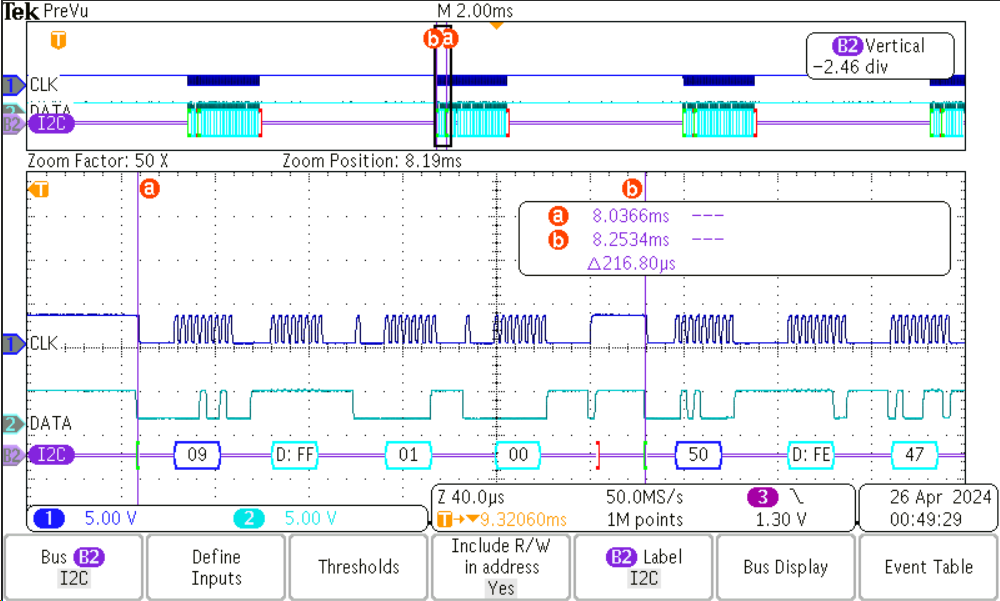 Tek PreVu M 2.00ms
T
b a
B2 Vertical
-2.46 div
1 CLK
2 DATA
B2 I2C
Zoom Factor: 50 X Zoom Position: 8.19ms
T a b
a 8.0366ms ---
b 8.2534ms ---
Δ216.80µs
1 CLK
2 DATA
B2 I2C 09 D: FF 01 00 50 D: FE 47
1 5.00 V 2 5.00 V
Z 40.0µs 50.0MS/s 3 \
T→▼9.32060ms 1M points 1.30 V
26 Apr 2024
00:49:29
Bus B2
I2C
Define
Inputs
Thresholds
Include R/W
in address
Yes
B2 Label
I2C
Bus Display
Event Table